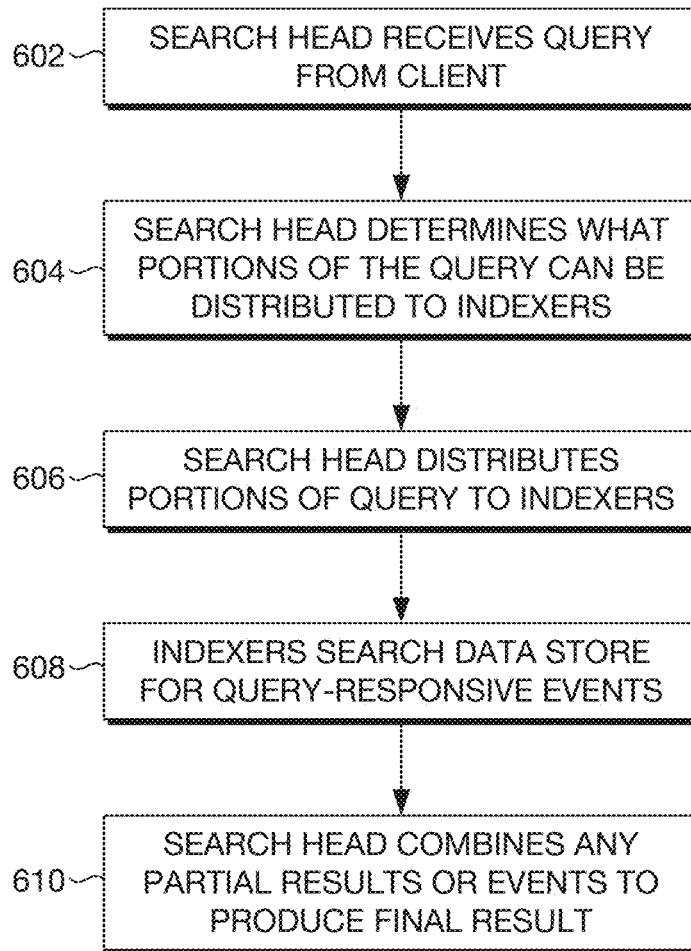 602
SEARCH HEAD RECEIVES QUERY
FROM CLIENT
604
SEARCH HEAD DETERMINES WHAT
PORTIONS OF THE QUERY CAN BE
DISTRIBUTED TO INDEXERS
606
SEARCH HEAD DISTRIBUTES
PORTIONS OF QUERY TO INDEXERS
608
INDEXERS SEARCH DATA STORE
FOR QUERY-RESPONSIVE EVENTS
610
SEARCH HEAD COMBINES ANY
PARTIAL RESULTS OR EVENTS TO
PRODUCE FINAL RESULT